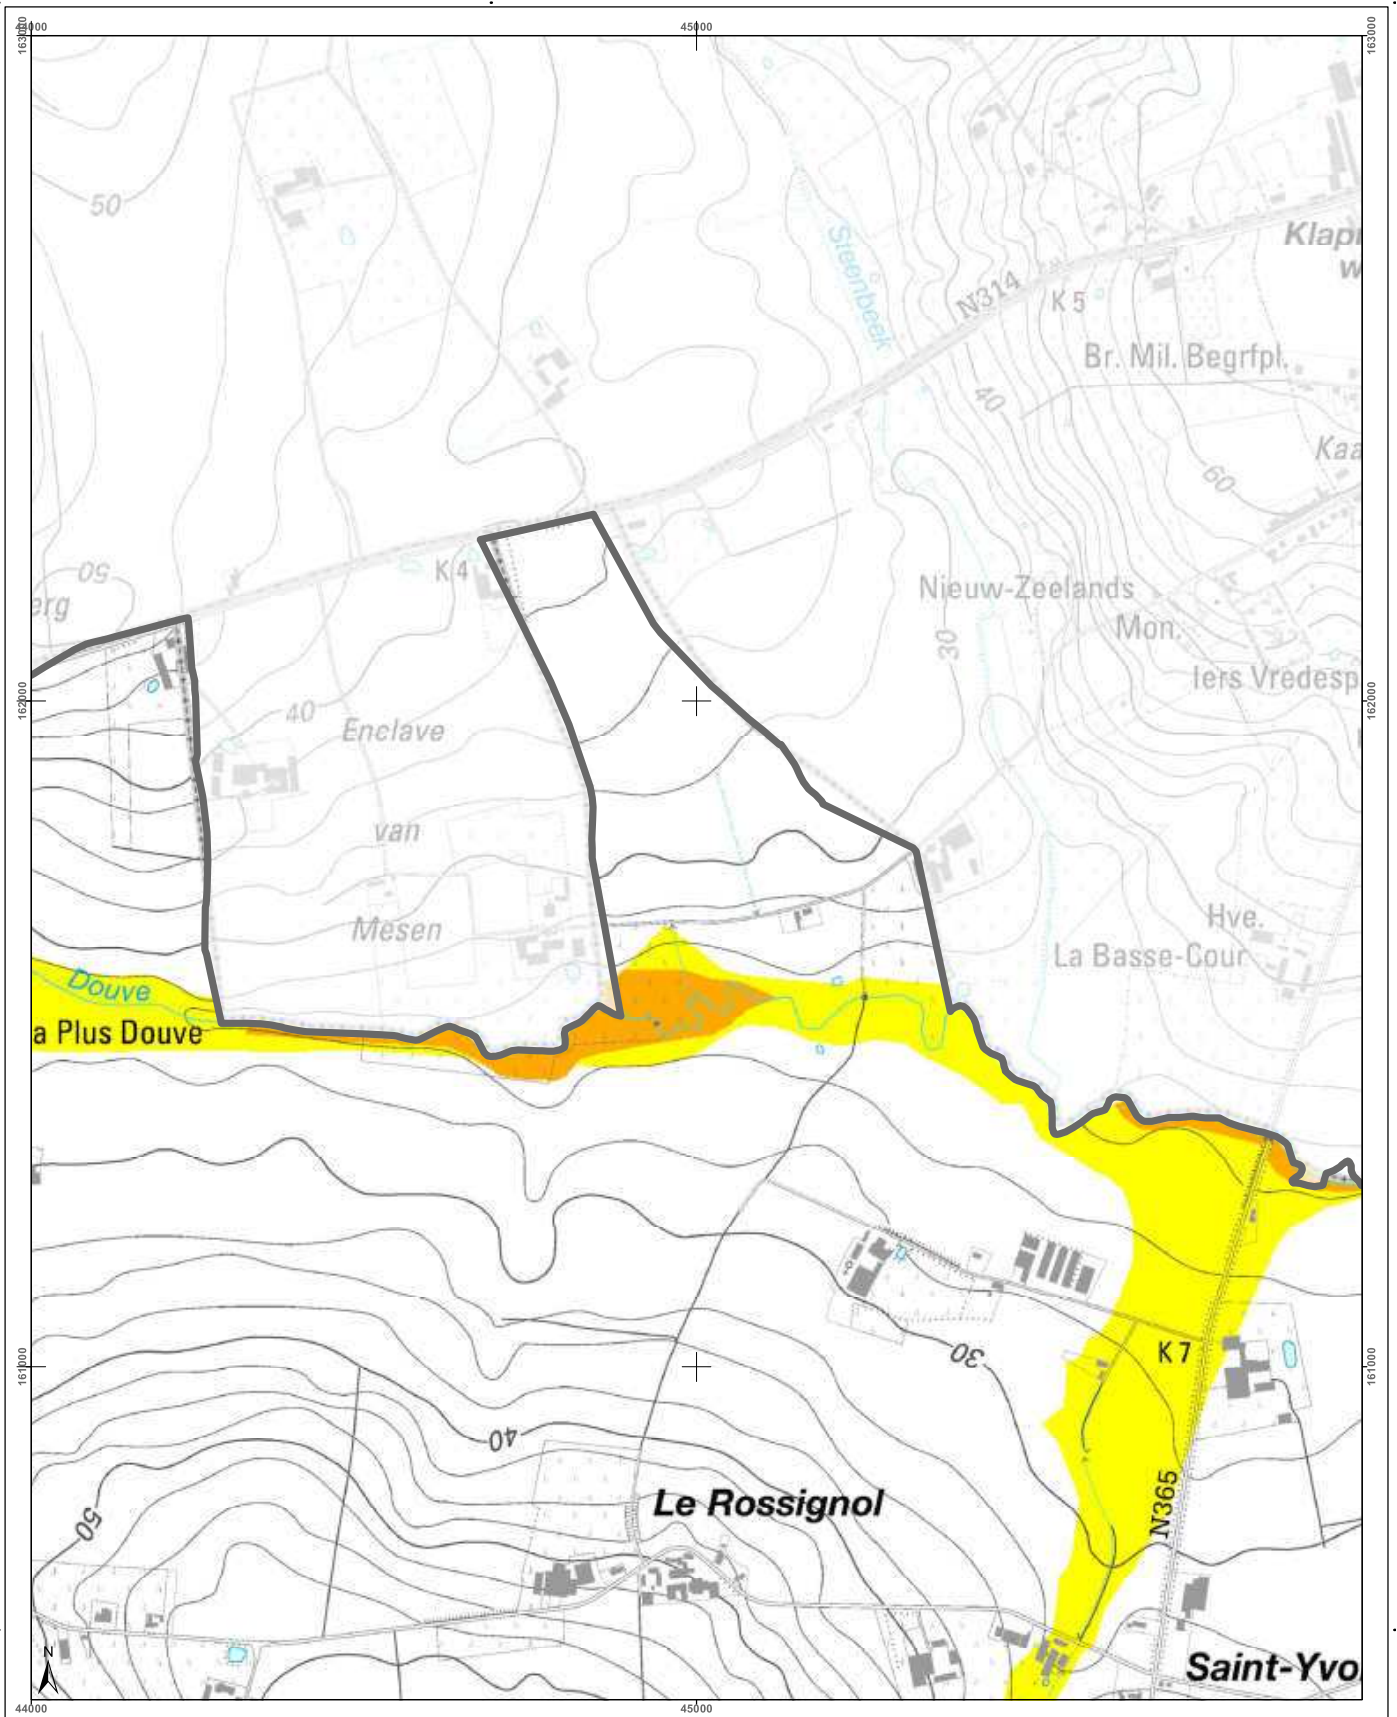 44000
45000
163000
163000
50
Steenbeek
Klap
N314
K 5
Br. Mil. Begrfpl.
40
Kaa
60
50
K 4
erg
Nieuw-Zeelands
Mon.
30
Iers Vredesp
162000
162000
40
Enclave
van
Mesen
Hve.
La Basse-Cour
Douve
a Plus Douve
161000
161000
30
K 7
40
Le Rossignol
50
N365
N
Saint-Yvo
44000
45000